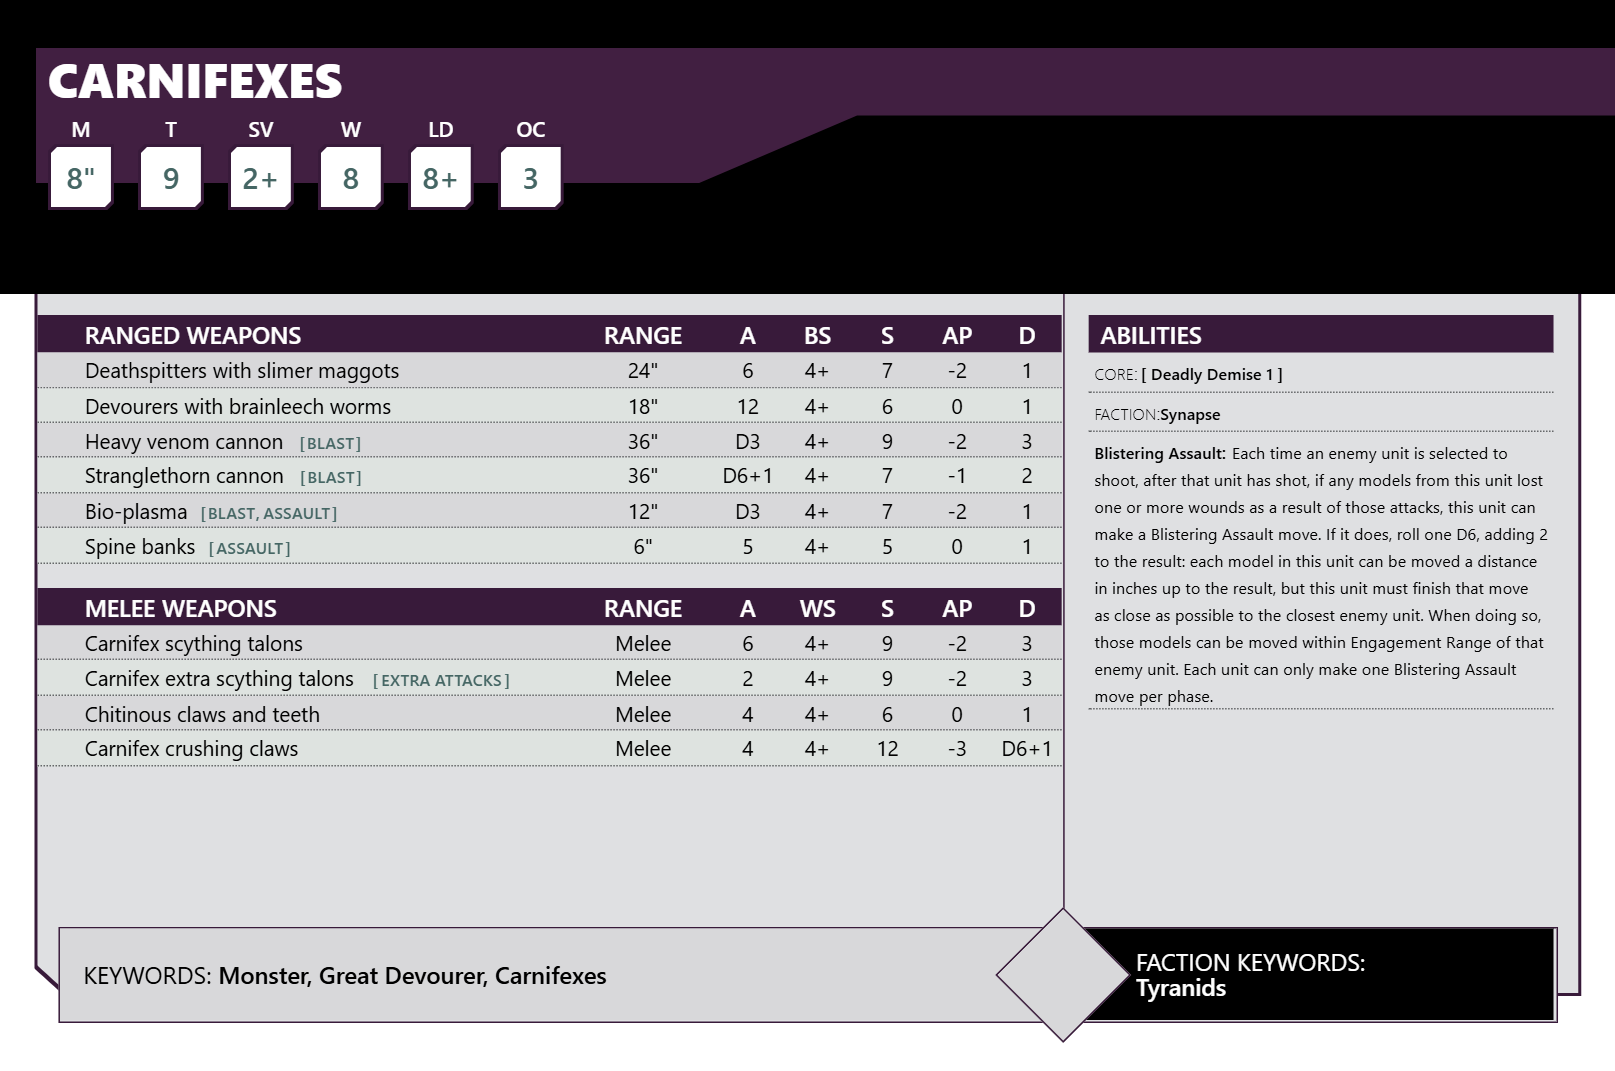 CARNIFEXES
M T SV W LD OC
8" 9 2+ 8 8+ 3
RANGED WEAPONS RANGE A BS S AP D
Deathspitters with slimer maggots 24" 6 4+ 7 -2 1
Devourers with brainleech worms 18" 12 4+ 6 0 1
Heavy venom cannon [BLAST] 36" D3 4+ 9 -2 3
Stranglethorn cannon [BLAST] 36" D6+1 4+ 7 -1 2
Bio-plasma [BLAST, ASSAULT] 12" D3 4+ 7 -2 1
Spine banks [ASSAULT] 6" 5 4+ 5 0 1
MELEE WEAPONS RANGE A WS S AP D
Carnifex scything talons Melee 6 4+ 9 -2 3
Carnifex extra scything talons [EXTRA ATTACKS] Melee 2 4+ 9 -2 3
Chitinous claws and teeth Melee 4 4+ 6 0 1
Carnifex crushing claws Melee 4 4+ 12 -3 D6+1
ABILITIES
CORE: [ Deadly Demise 1 ]
FACTION:Synapse
Blistering Assault: Each time an enemy unit is selected to
shoot, after that unit has shot, if any models from this unit lost
one or more wounds as a result of those attacks, this unit can
make a Blistering Assault move. If it does, roll one D6, adding 2
to the result: each model in this unit can be moved a distance
in inches up to the result, but this unit must finish that move
as close as possible to the closest enemy unit. When doing so,
those models can be moved within Engagement Range of that
enemy unit. Each unit can only make one Blistering Assault
move per phase.
KEYWORDS: Monster, Great Devourer, Carnifexes
FACTION KEYWORDS:
Tyranids